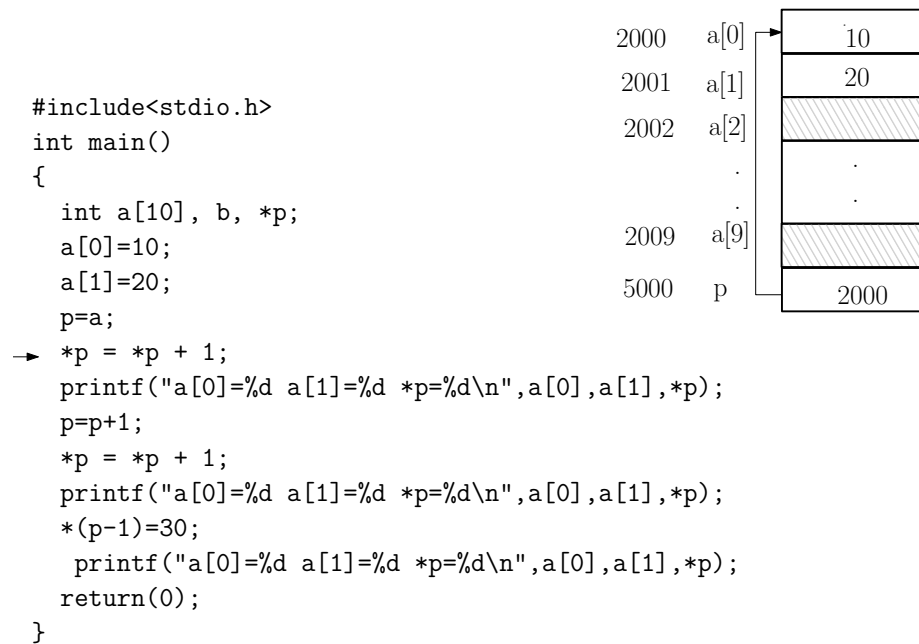 2000 a[0] 10
2001 a[1] 20
2002 a[2]
. .
. .
2009 a[9]
5000 p 2000
#include<stdio.h>
int main()
{
int a[10], b, *p;
a[0]=10;
a[1]=20;
p=a;
*p = *p + 1;
printf("a[0]=%d a[1]=%d *p=%d\n",a[0],a[1],*p);
p=p+1;
*p = *p + 1;
printf("a[0]=%d a[1]=%d *p=%d\n",a[0],a[1],*p);
*(p-1)=30;
printf("a[0]=%d a[1]=%d *p=%d\n",a[0],a[1],*p);
return(0);
}